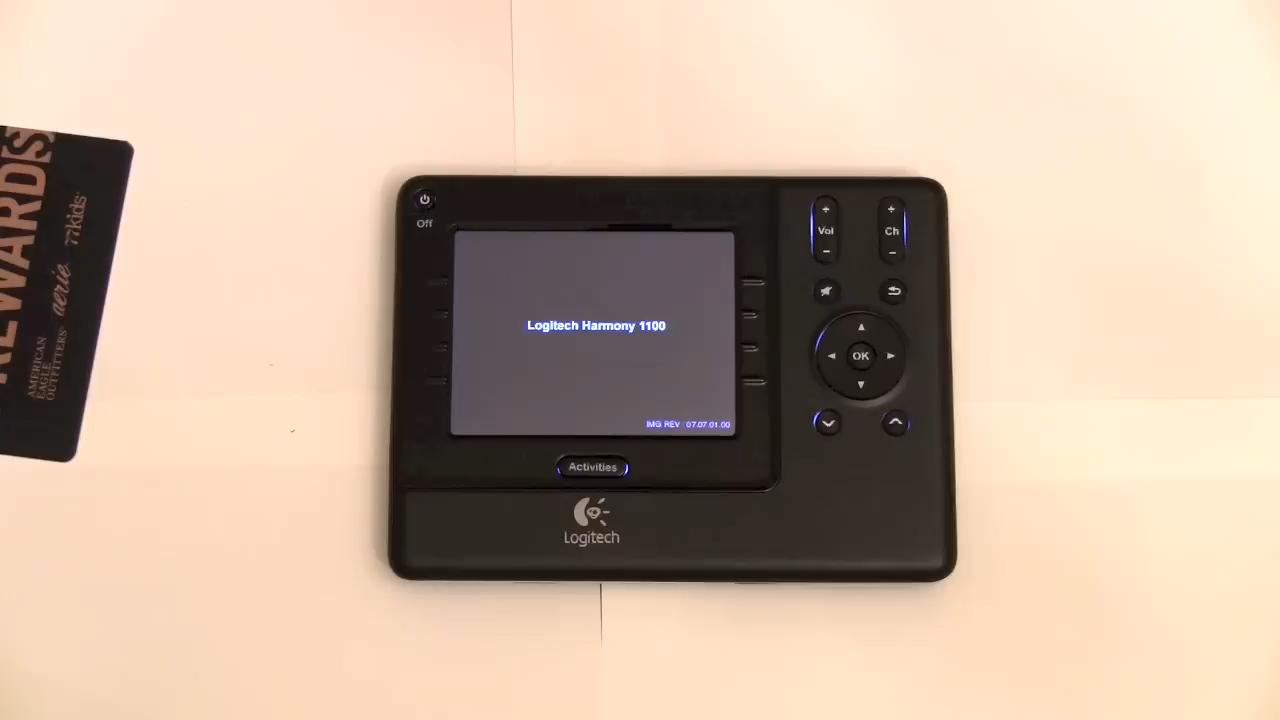 REWARD[S]
AMERICAN
EAGLE
OUTFITTERS
aerie
77kids
Off
Logitech Harmony 1100
IMG REV 07.07.01.00
Activities
Logitech
+ +
Vol Ch
- -
OK